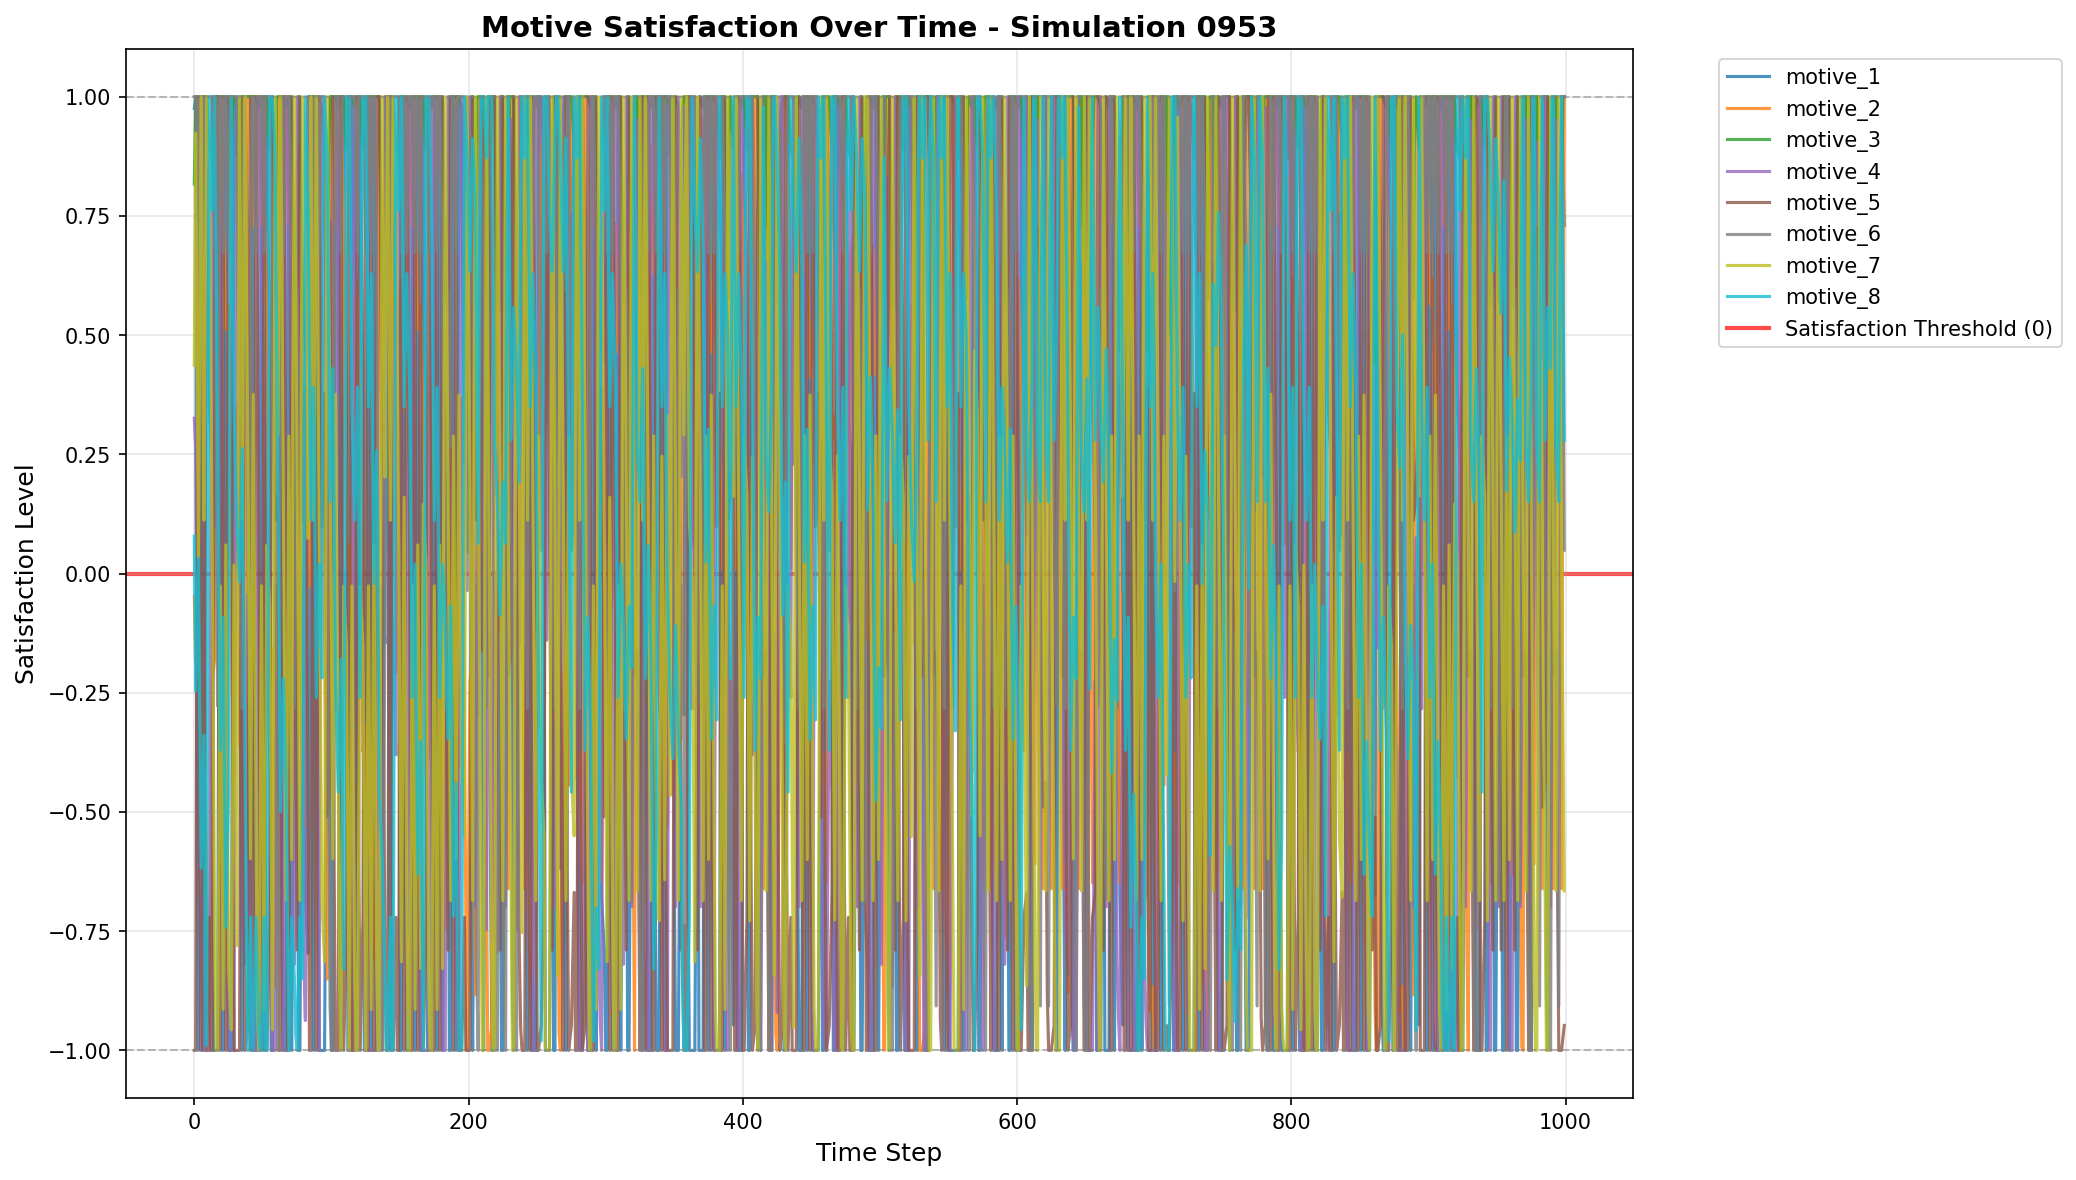 Motive Satisfaction Over Time - Simulation 0953
1.00
0.75
0.50
0.25
0.00
−0.25
−0.50
−0.75
−1.00
Satisfaction Level
0
200
400
600
800
1000
Time Step
motive_1
motive_2
motive_3
motive_4
motive_5
motive_6
motive_7
motive_8
Satisfaction Threshold (0)